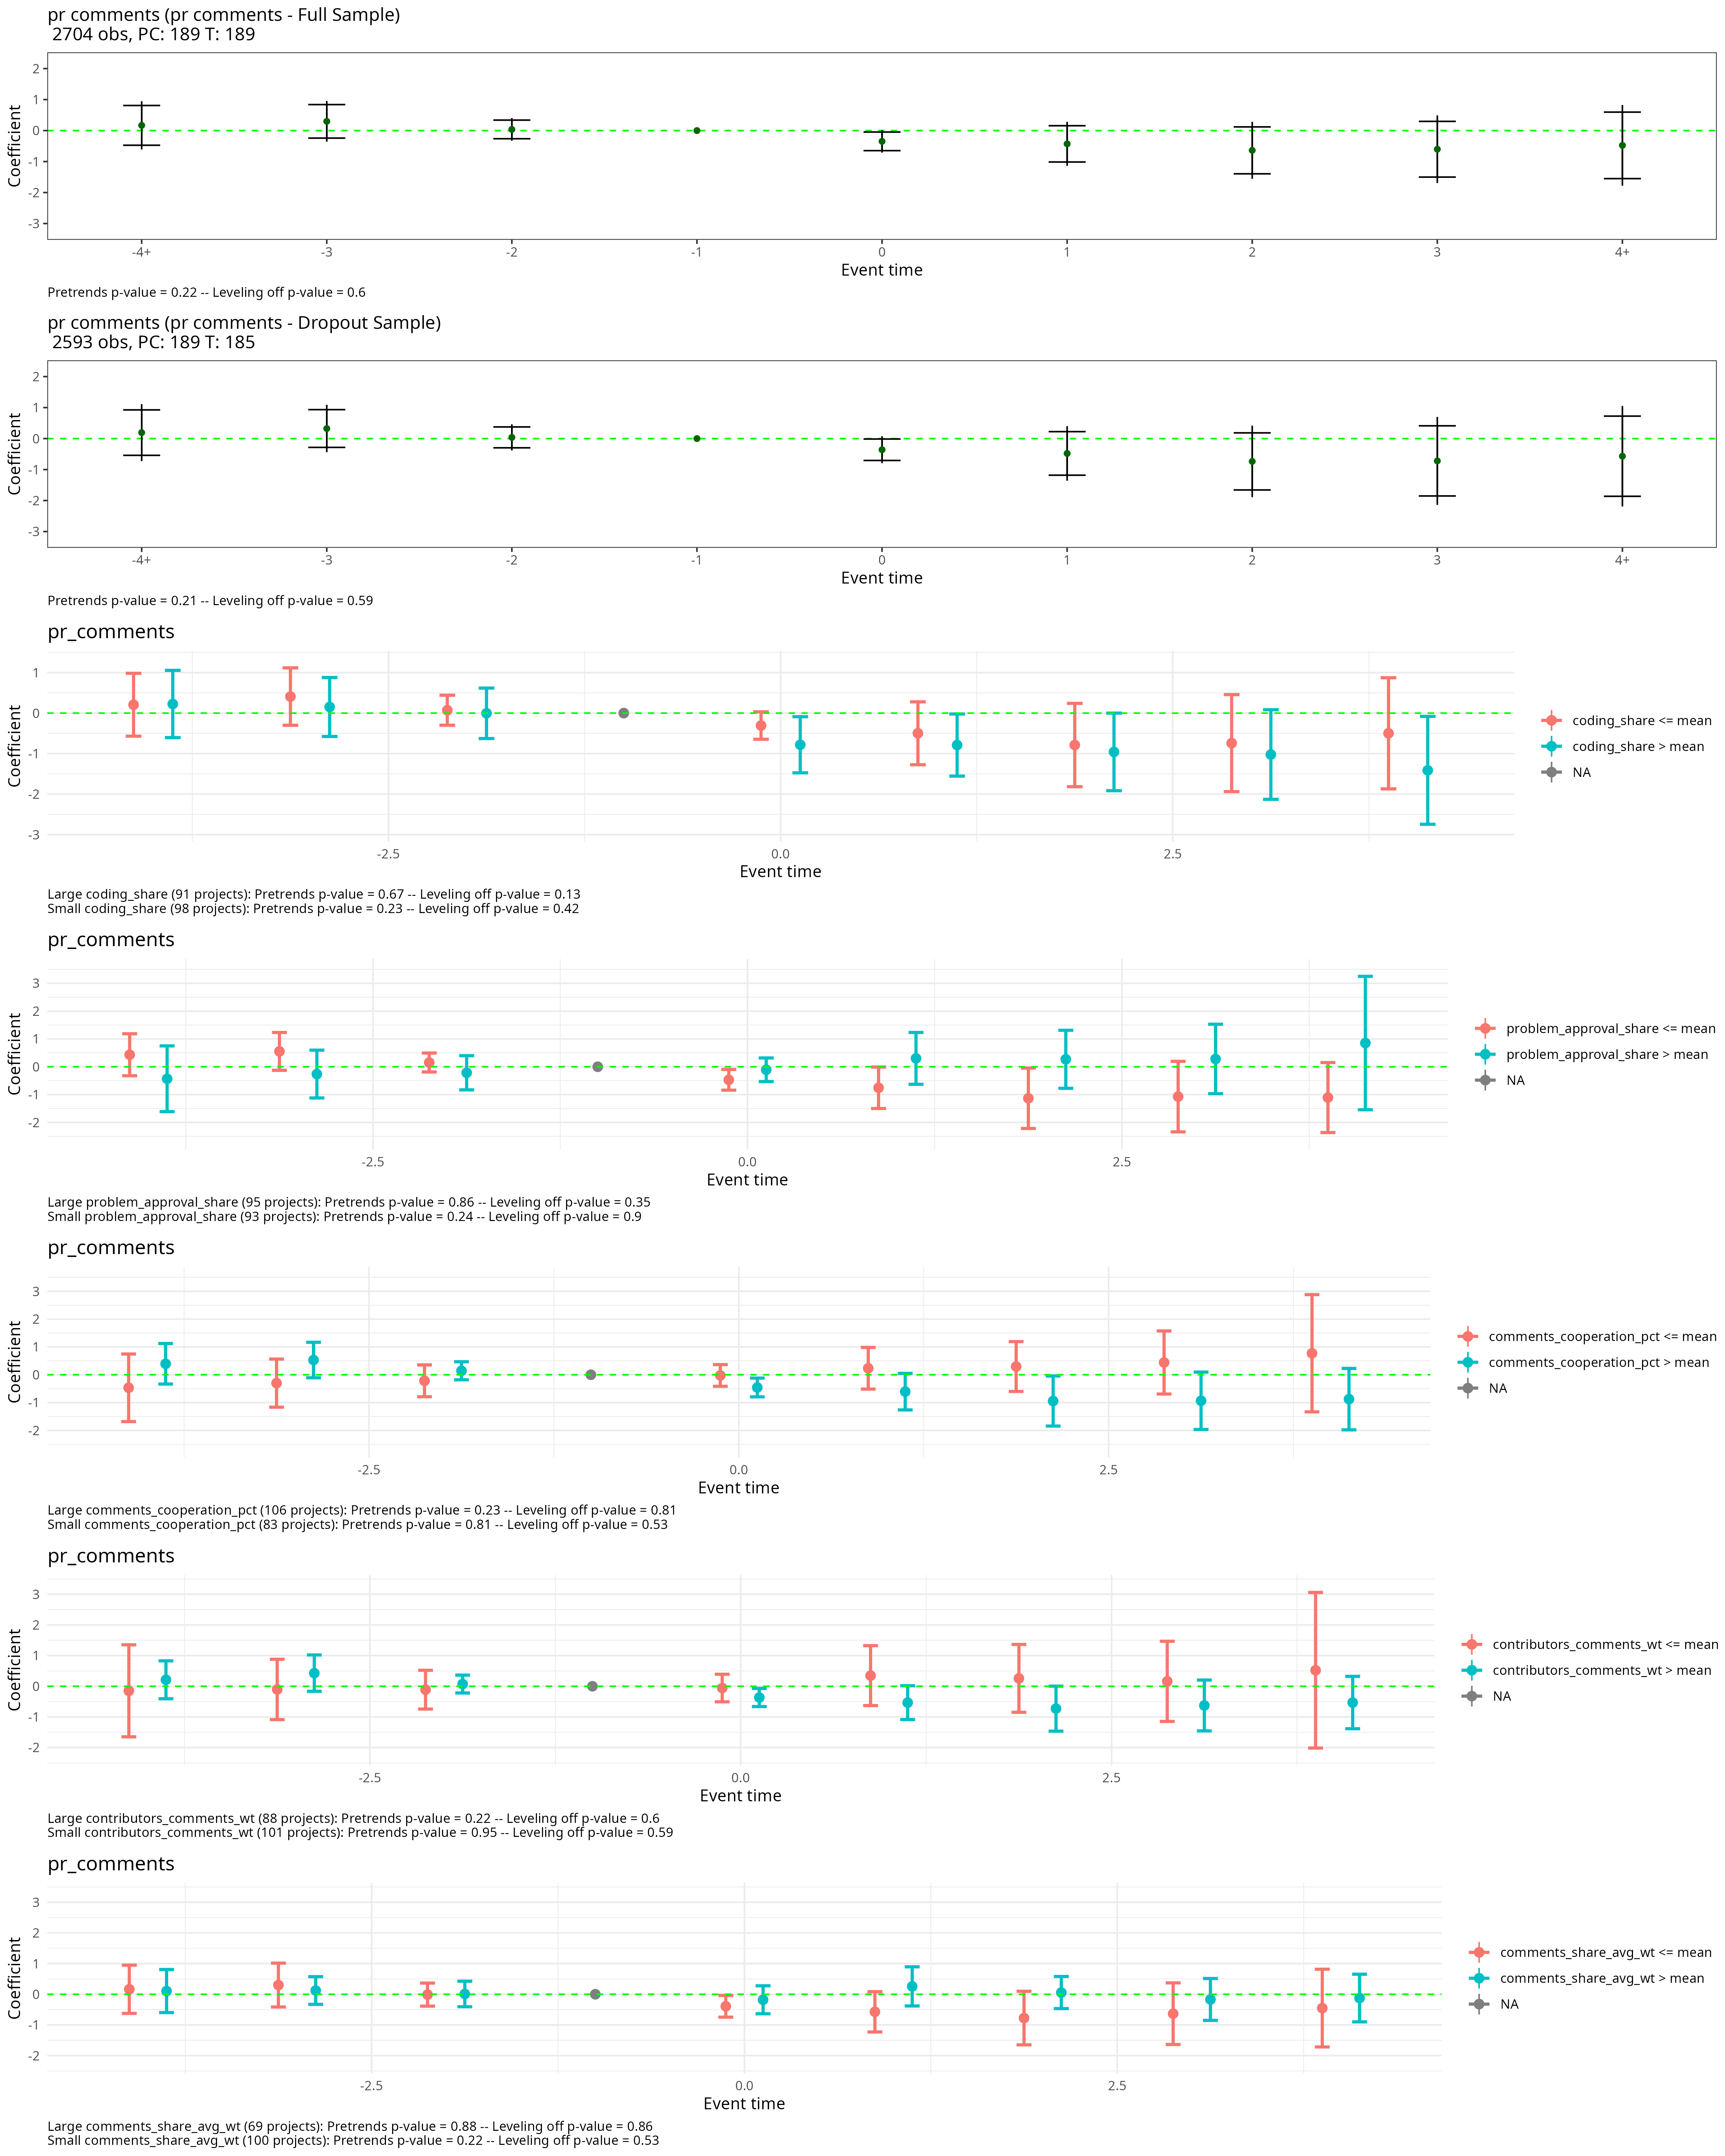 pr comments (pr comments - Full Sample)
2704 obs, PC: 189 T: 189
Coefficient
2
1
0
-1
-2
-3
-4+ -3 -2 -1 0 1 2 3 4+
Event time
Pretrends p-value = 0.22 -- Leveling off p-value = 0.6
pr comments (pr comments - Dropout Sample)
2593 obs, PC: 189 T: 185
Coefficient
2
1
0
-1
-2
-3
-4+ -3 -2 -1 0 1 2 3 4+
Event time
Pretrends p-value = 0.21 -- Leveling off p-value = 0.59
pr_comments
Coefficient
1
0
-1
-2
-3
-2.5 0.0 2.5
Event time
coding_share <= mean
coding_share > mean
NA
Large coding_share (91 projects): Pretrends p-value = 0.67 -- Leveling off p-value = 0.13
Small coding_share (98 projects): Pretrends p-value = 0.23 -- Leveling off p-value = 0.42
pr_comments
Coefficient
3
2
1
0
-1
-2
-2.5 0.0 2.5
Event time
problem_approval_share <= mean
problem_approval_share > mean
NA
Large problem_approval_share (95 projects): Pretrends p-value = 0.86 -- Leveling off p-value = 0.35
Small problem_approval_share (93 projects): Pretrends p-value = 0.24 -- Leveling off p-value = 0.9
pr_comments
Coefficient
3
2
1
0
-1
-2
-2.5 0.0 2.5
Event time
comments_cooperation_pct <= mean
comments_cooperation_pct > mean
NA
Large comments_cooperation_pct (106 projects): Pretrends p-value = 0.23 -- Leveling off p-value = 0.81
Small comments_cooperation_pct (83 projects): Pretrends p-value = 0.81 -- Leveling off p-value = 0.53
pr_comments
Coefficient
3
2
1
0
-1
-2
-2.5 0.0 2.5
Event time
contributors_comments_wt <= mean
contributors_comments_wt > mean
NA
Large contributors_comments_wt (88 projects): Pretrends p-value = 0.22 -- Leveling off p-value = 0.6
Small contributors_comments_wt (101 projects): Pretrends p-value = 0.95 -- Leveling off p-value = 0.59
pr_comments
Coefficient
3
2
1
0
-1
-2
-2.5 0.0 2.5
Event time
comments_share_avg_wt <= mean
comments_share_avg_wt > mean
NA
Large comments_share_avg_wt (69 projects): Pretrends p-value = 0.88 -- Leveling off p-value = 0.86
Small comments_share_avg_wt (100 projects): Pretrends p-value = 0.22 -- Leveling off p-value = 0.53